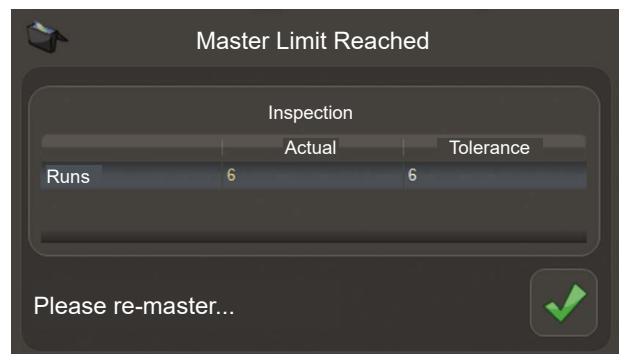 Master Limit Reached
Inspection
Actual Tolerance
Runs 6 6
Please re-master...